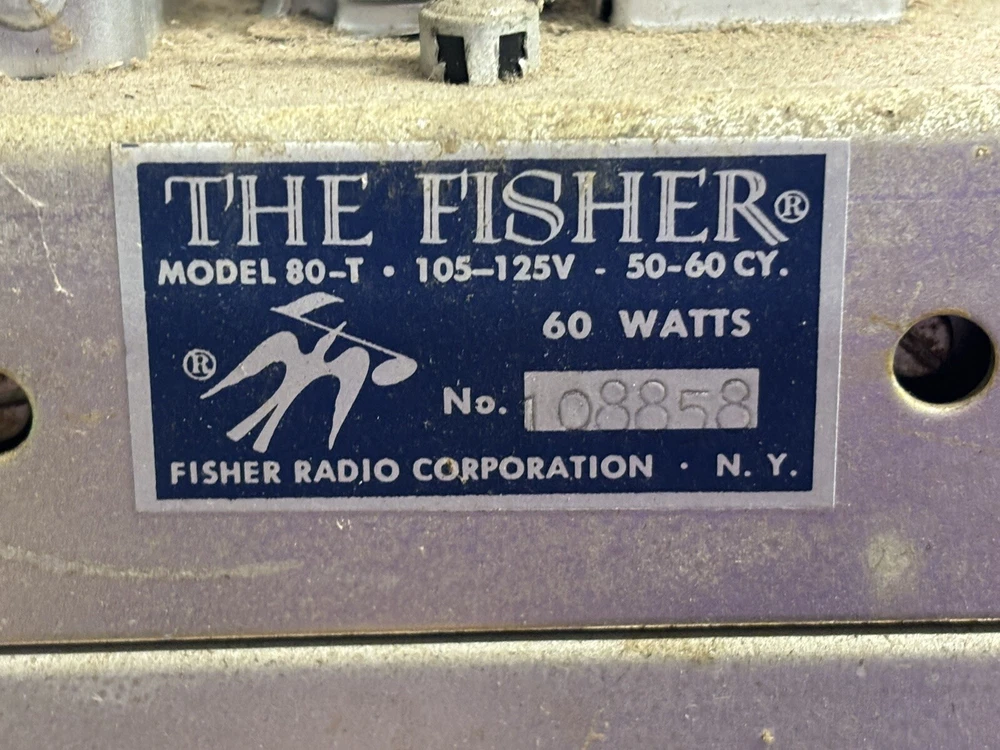 THE FISHER®
MODEL 80-T • 105-125V - 50-60 CY.
60 WATTS
®
No. 108858
FISHER RADIO CORPORATION · N. Y.